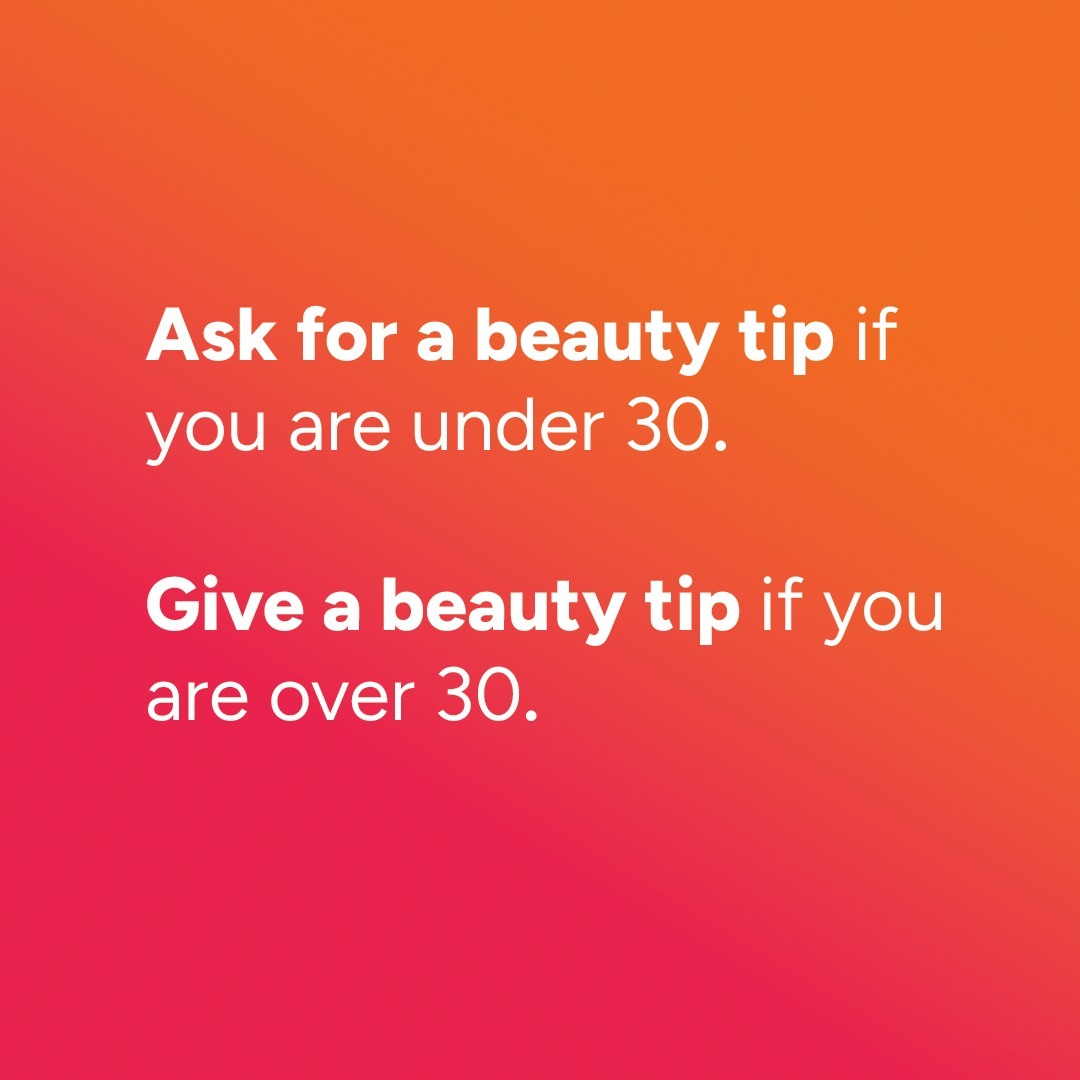 Ask for a beauty tip if
you are under 30.
Give a beauty tip if you
are over 30.